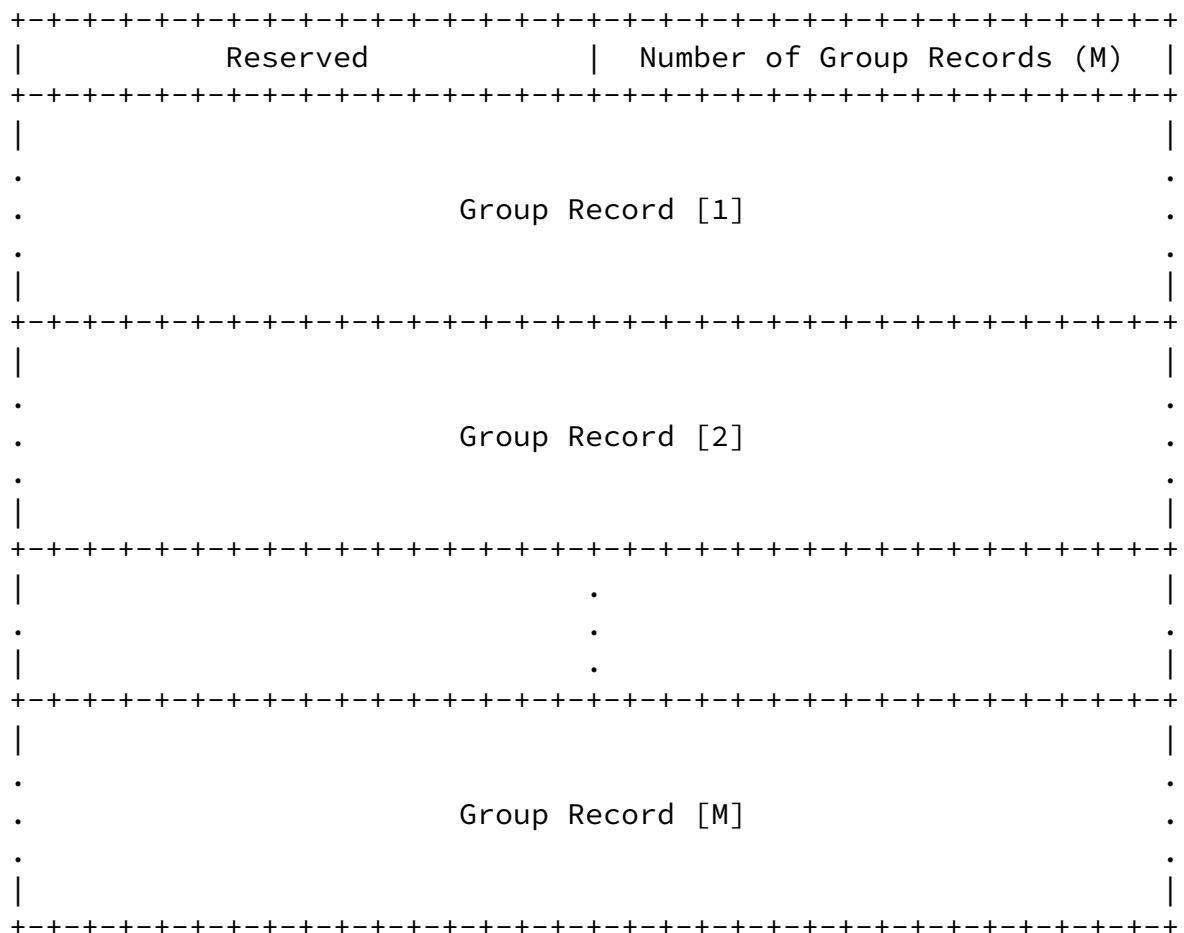 +-+-+-+-+-+-+-+-+-+-+-+-+-+-+-+-+-+-+-+-+-+-+-+-+-+-+-+-+-+-+-+-+
|           Reserved            |  Number of Group Records (M)  |
+-+-+-+-+-+-+-+-+-+-+-+-+-+-+-+-+-+-+-+-+-+-+-+-+-+-+-+-+-+-+-+-+
|                                                               |
.                                                               .
.                        Group Record [1]                       .
.                                                               .
|                                                               |
+-+-+-+-+-+-+-+-+-+-+-+-+-+-+-+-+-+-+-+-+-+-+-+-+-+-+-+-+-+-+-+-+
|                                                               |
.                                                               .
.                        Group Record [2]                       .
.                                                               .
|                                                               |
+-+-+-+-+-+-+-+-+-+-+-+-+-+-+-+-+-+-+-+-+-+-+-+-+-+-+-+-+-+-+-+-+
|                               .                               |
.                               .                               .
|                               .                               |
+-+-+-+-+-+-+-+-+-+-+-+-+-+-+-+-+-+-+-+-+-+-+-+-+-+-+-+-+-+-+-+-+
|                                                               |
.                                                               .
.                        Group Record [M]                       .
.                                                               .
|                                                               |
+-+-+-+-+-+-+-+-+-+-+-+-+-+-+-+-+-+-+-+-+-+-+-+-+-+-+-+-+-+-+-+-+